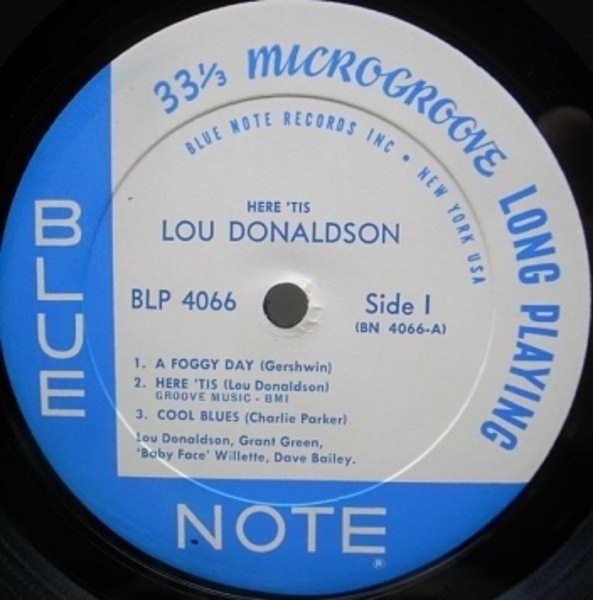 33⅓ MICROGROOVE LONG PLAYING
BLUE NOTE RECORDS INC • NEW YORK USA
HERE 'TIS
LOU DONALDSON
BLP 4066
Side 1
(BN 4066-A)
1. A FOGGY DAY (Gershwin)
2. HERE 'TIS (Lou Donaldson)
GROOVE MUSIC - BMI
3. COOL BLUES (Charlie Parker)
Lou Donaldson, Grant Green,
'Baby Face' Willette, Dave Bailey.
BLUE
NOTE
®